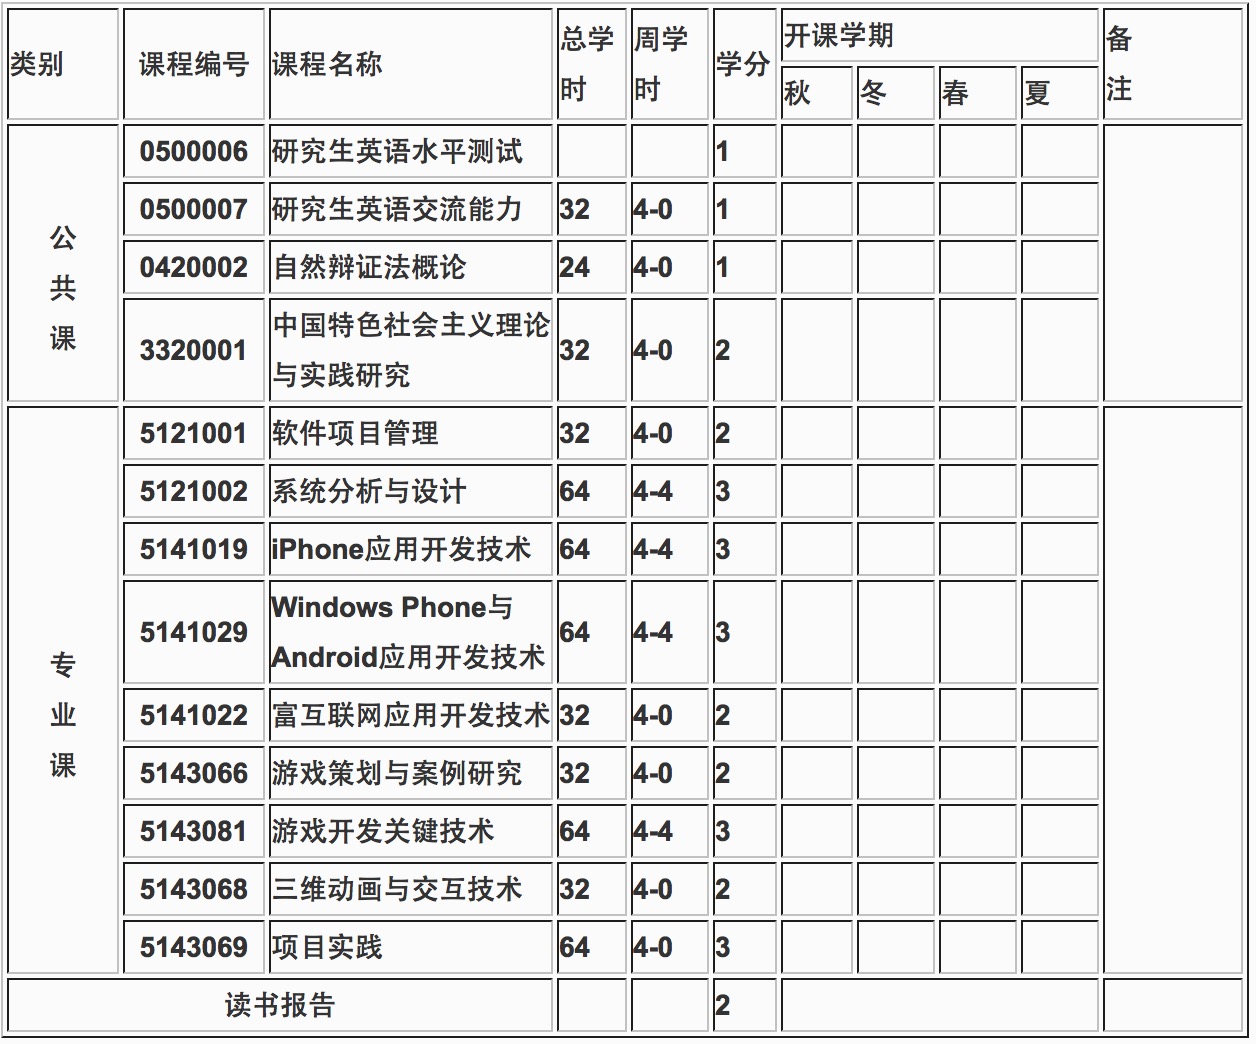 类别 课程编号 课程名称 总学时 周学时 学分 开课学期 备注
秋 冬 春 夏
公共课
0500006 研究生英语水平测试 1
0500007 研究生英语交流能力 32 4-0 1
0420002 自然辩证法概论 24 4-0 1
3320001 中国特色社会主义理论
与实践研究 32 4-0 2
专业课
5121001 软件项目管理 32 4-0 2
5121002 系统分析与设计 64 4-4 3
5141019 iPhone应用开发技术 64 4-4 3
5141029 Windows Phone与
Android应用开发技术 64 4-4 3
5141022 富互联网应用开发技术 32 4-0 2
5143066 游戏策划与案例研究 32 4-0 2
5143081 游戏开发关键技术 64 4-4 3
5143068 三维动画与交互技术 32 4-0 2
5143069 项目实践 64 4-0 3
读书报告 2